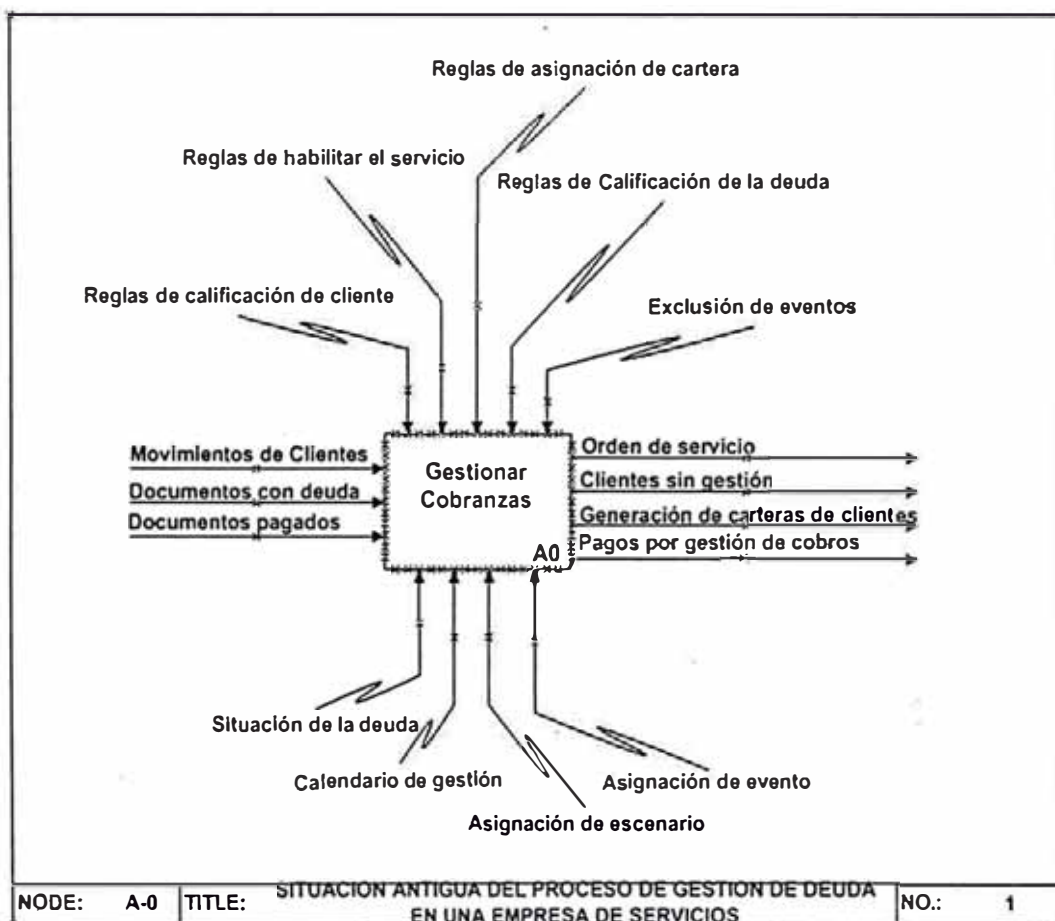 Reglas de asignación de cartera
Reglas de habilitar el servicio
Reglas de Calificación de la deuda
Reglas de calificación de cliente
Exclusión de eventos
Movimientos de Clientes
Documentos con deuda
Documentos pagados
Gestionar
Cobranzas
A0
Orden de servicio
Clientes sin gestión
Generación de carteras de clientes
Pagos por gestión de cobros
Situación de la deuda
Calendario de gestión
Asignación de evento
Asignación de escenario
NODE: A-0 TITLE: SITUACION ANTIGUA DEL PROCESO DE GESTION DE DEUDA
EN UNA EMPRESA DE SERVICIOS NO.: 1